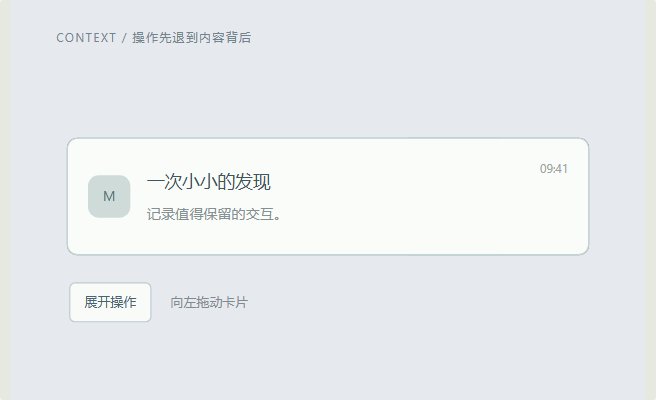 CONTEXT / 操作先退到内容背后
09:41
M
一次小小的发现
记录值得保留的交互。
展开操作
向左拖动卡片